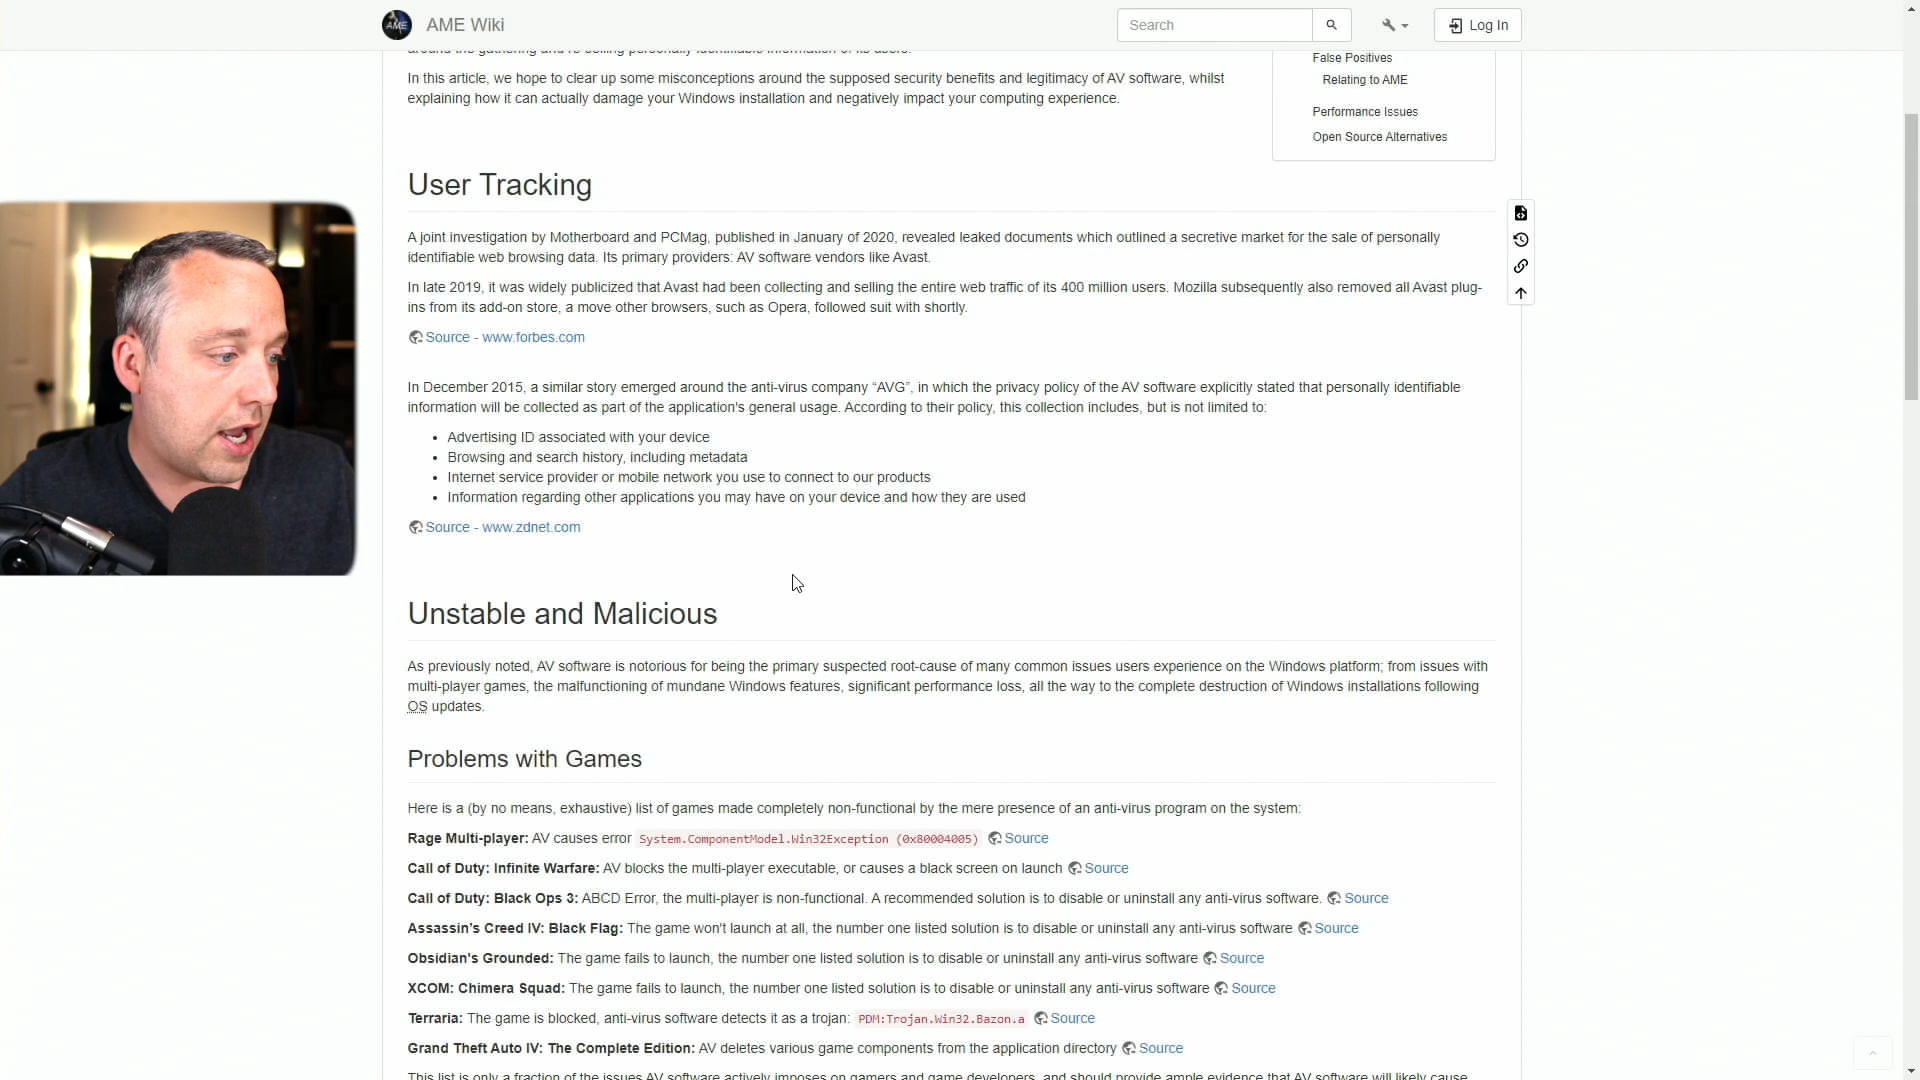 AME
AME Wiki
Search
Log In
around the gathering and re-selling personally identifiable information of its users.
In this article, we hope to clear up some misconceptions around the supposed security benefits and legitimacy of AV software, whilst
explaining how it can actually damage your Windows installation and negatively impact your computing experience.
False Positives
Relating to AME
Performance Issues
Open Source Alternatives
User Tracking
A joint investigation by Motherboard and PCMag, published in January of 2020, revealed leaked documents which outlined a secretive market for the sale of personally
identifiable web browsing data. Its primary providers: AV software vendors like Avast.
In late 2019, it was widely publicized that Avast had been collecting and selling the entire web traffic of its 400 million users. Mozilla subsequently also removed all Avast plug-
ins from its add-on store, a move other browsers, such as Opera, followed suit with shortly.
Source - www.forbes.com
In December 2015, a similar story emerged around the anti-virus company “AVG”, in which the privacy policy of the AV software explicitly stated that personally identifiable
information will be collected as part of the application's general usage. According to their policy, this collection includes, but is not limited to:
• Advertising ID associated with your device
• Browsing and search history, including metadata
• Internet service provider or mobile network you use to connect to our products
• Information regarding other applications you may have on your device and how they are used
Source - www.zdnet.com
Unstable and Malicious
As previously noted, AV software is notorious for being the primary suspected root-cause of many common issues users experience on the Windows platform; from issues with
multi-player games, the malfunctioning of mundane Windows features, significant performance loss, all the way to the complete destruction of Windows installations following
OS updates.
Problems with Games
Here is a (by no means, exhaustive) list of games made completely non-functional by the mere presence of an anti-virus program on the system:
Rage Multi-player: AV causes error System.ComponentModel.Win32Exception (0x80004005) Source
Call of Duty: Infinite Warfare: AV blocks the multi-player executable, or causes a black screen on launch Source
Call of Duty: Black Ops 3: ABCD Error, the multi-player is non-functional. A recommended solution is to disable or uninstall any anti-virus software. Source
Assassin's Creed IV: Black Flag: The game won't launch at all, the number one listed solution is to disable or uninstall any anti-virus software Source
Obsidian's Grounded: The game fails to launch, the number one listed solution is to disable or uninstall any anti-virus software Source
XCOM: Chimera Squad: The game fails to launch, the number one listed solution is to disable or uninstall any anti-virus software Source
Terraria: The game is blocked, anti-virus software detects it as a trojan: PDM:Trojan.Win32.Bazon.a Source
Grand Theft Auto IV: The Complete Edition: AV deletes various game components from the application directory Source
This list is only a fraction of the issues AV software actively imposes on gamers and game developers, and should provide ample evidence that AV software will likely cause